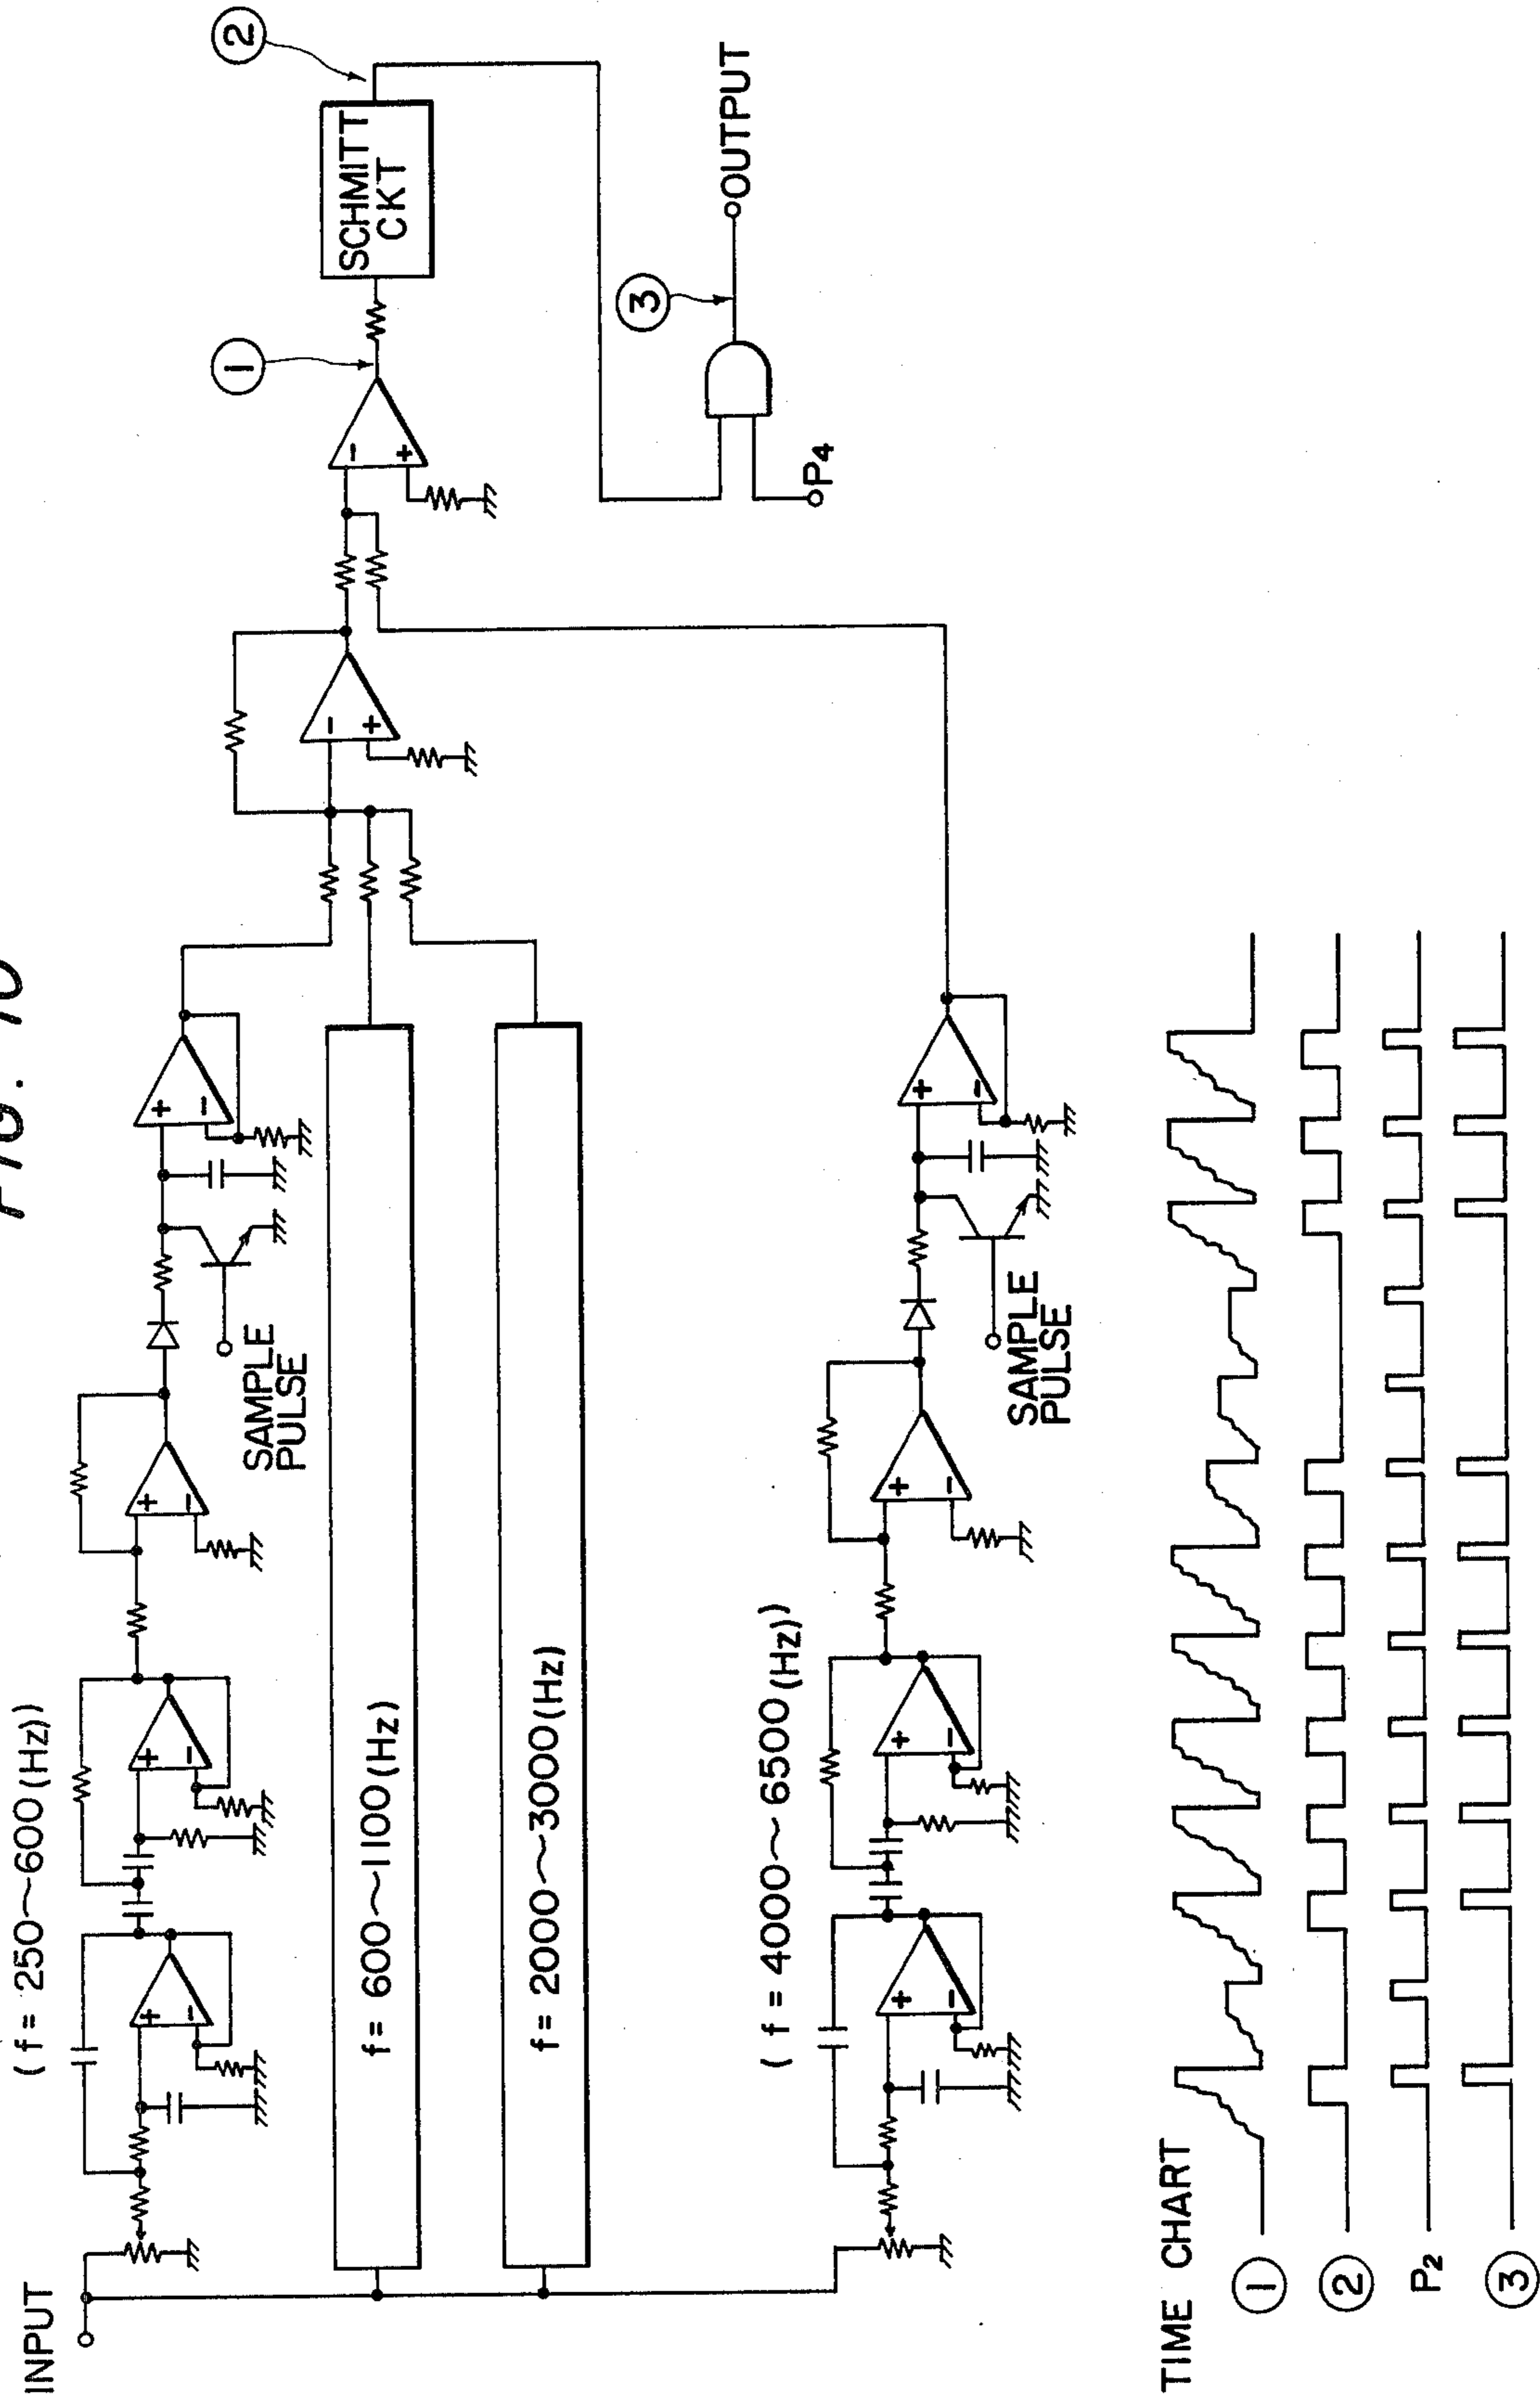 FIG. 10
INPUT
( f = 250~600 (Hz))
SAMPLE
PULSE
f = 600~1100 (Hz)
f = 2000~3000 (Hz)
( f = 4000~6500 (Hz))
SAMPLE
PULSE
+
−
+
−
+
−
+
−
+
−
+
−
+
−
+
−
−
+
−
+
①
SCHMITT
CKT
②
③
OUTPUT
P4
TIME CHART
①
②
P2
③